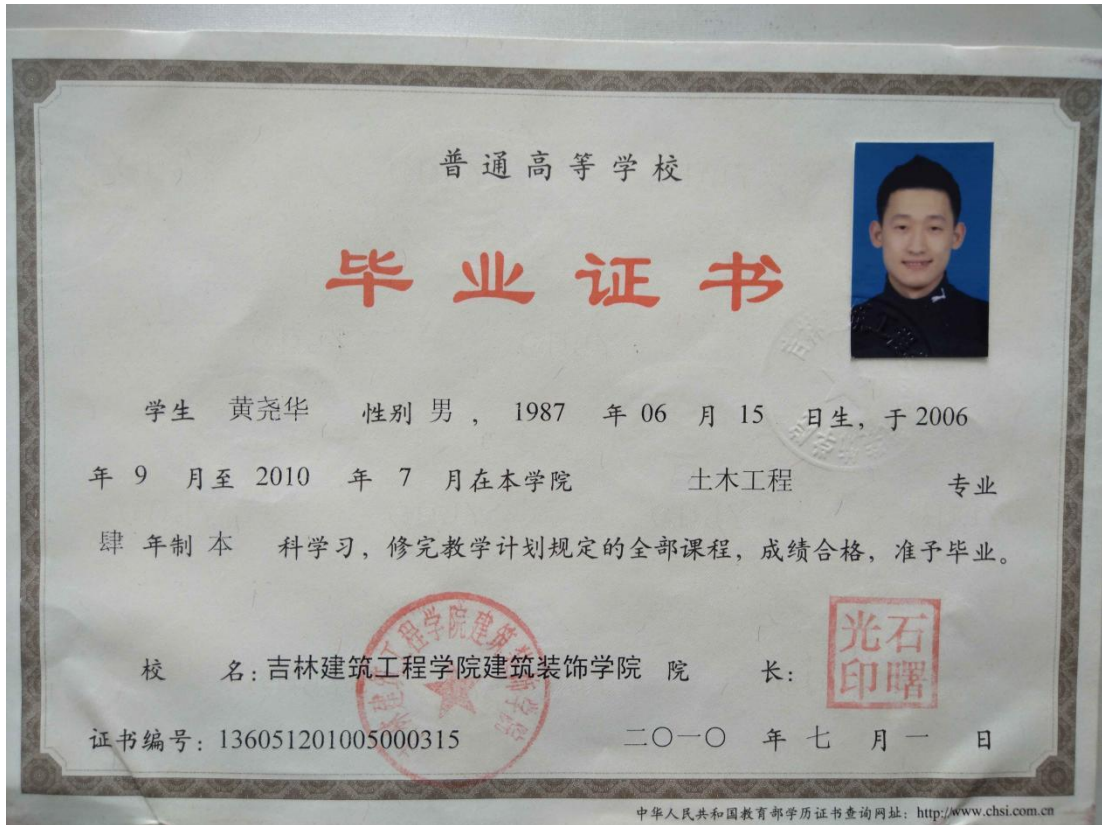 普通高等学校
毕业证书
学生 黄尧华 性别 男 , 1987 年 06 月 15 日生, 于 2006
年 9 月至 2010 年 7 月在本学院 土木工程 专业
肆 年制 本 科学习, 修完教学计划规定的全部课程, 成绩合格, 准予毕业。
校 名: 吉林建筑工程学院建筑装饰学院 院 长: 石曙光印
证书编号: 136051201005000315 二〇一〇 年 七 月 一 日
中华人民共和国教育部学历证书查询网址: http://www.chsi.com.cn